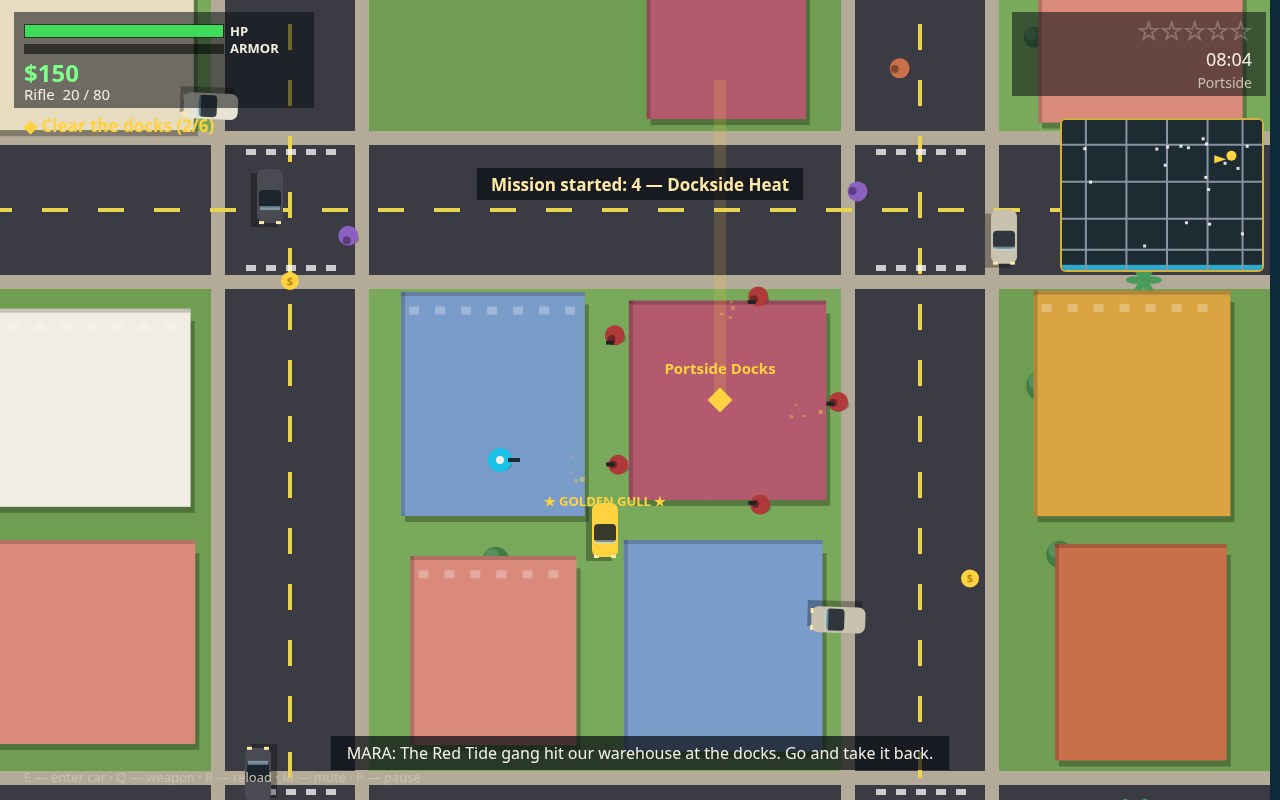 HP
ARMOR
$150
Rifle 20 / 80
◆ Clear the docks (2/6)
☆☆☆☆☆
08:04
Portside
Mission started: 4 — Dockside Heat
$
Portside Docks
★ GOLDEN GULL ★
$
MARA: The Red Tide gang hit our warehouse at the docks. Go and take it back.
E — enter car · Q — weapon · R — reload · M — mute · P — pause